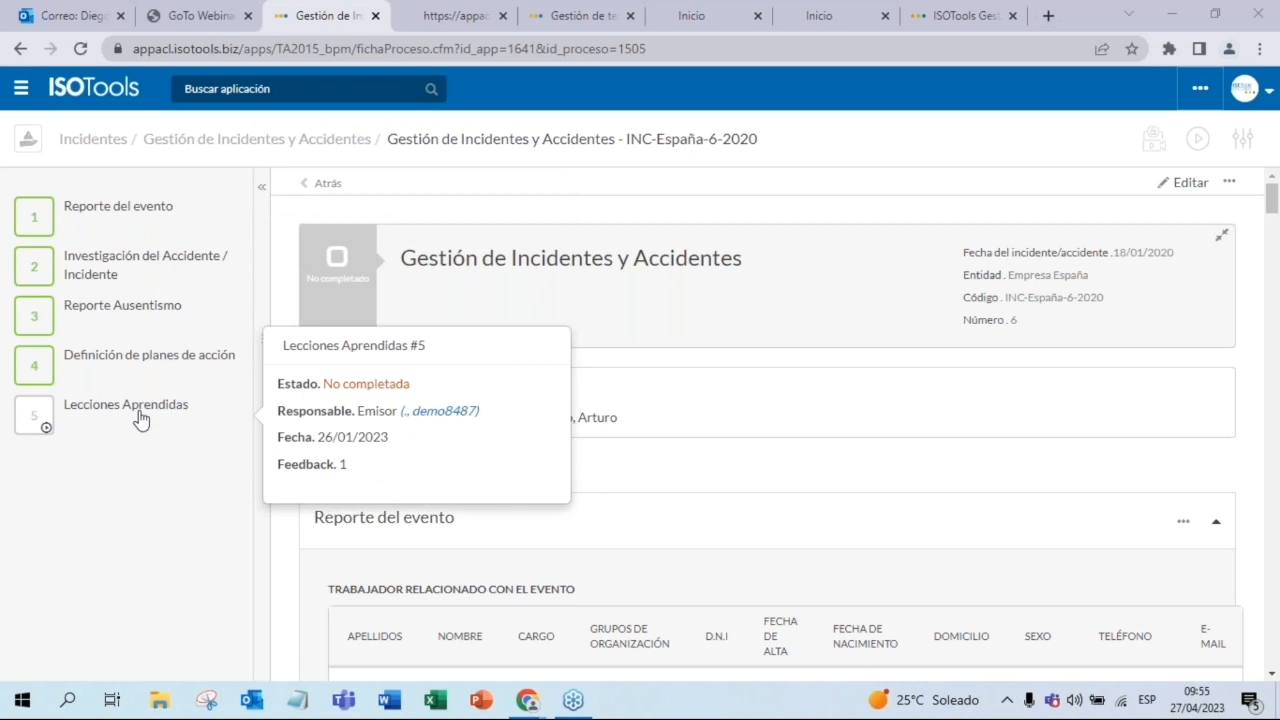 Correo: Dieg
GoTo Webina
Gestión de In
https://appac
Gestión de te
Inicio
Inicio
ISOTools Gest
appacl.isotools.biz/apps/TA2015_bpm/fichaProceso.cfm?id_app=1641&id_proceso=1505
ISOTools
Buscar aplicación
Incidentes / Gestión de Incidentes y Accidentes / Gestión de Incidentes y Accidentes - INC-España-6-2020
Atrás
Editar
1 Reporte del evento
2 Investigación del Accidente /
Incidente
3 Reporte Ausentismo
4 Definición de planes de acción
5 Lecciones Aprendidas
No completado
Gestión de Incidentes y Accidentes
Fecha del incidente/accidente .18/01/2020
Entidad . Empresa España
Código . INC-España-6-2020
Número . 6
Lecciones Aprendidas #5
Estado. No completada
Responsable. Emisor (., demo8487)
Fecha. 26/01/2023
Feedback. 1
, Arturo
Reporte del evento
TRABAJADOR RELACIONADO CON EL EVENTO
APELLIDOS
NOMBRE
CARGO
GRUPOS DE
ORGANIZACIÓN
D.N.I
FECHA
DE
ALTA
FECHA DE
NACIMIENTO
DOMICILIO
SEXO
TELÉFONO
E-
MAIL
25°C Soleado
ESP
09:55
27/04/2023
5